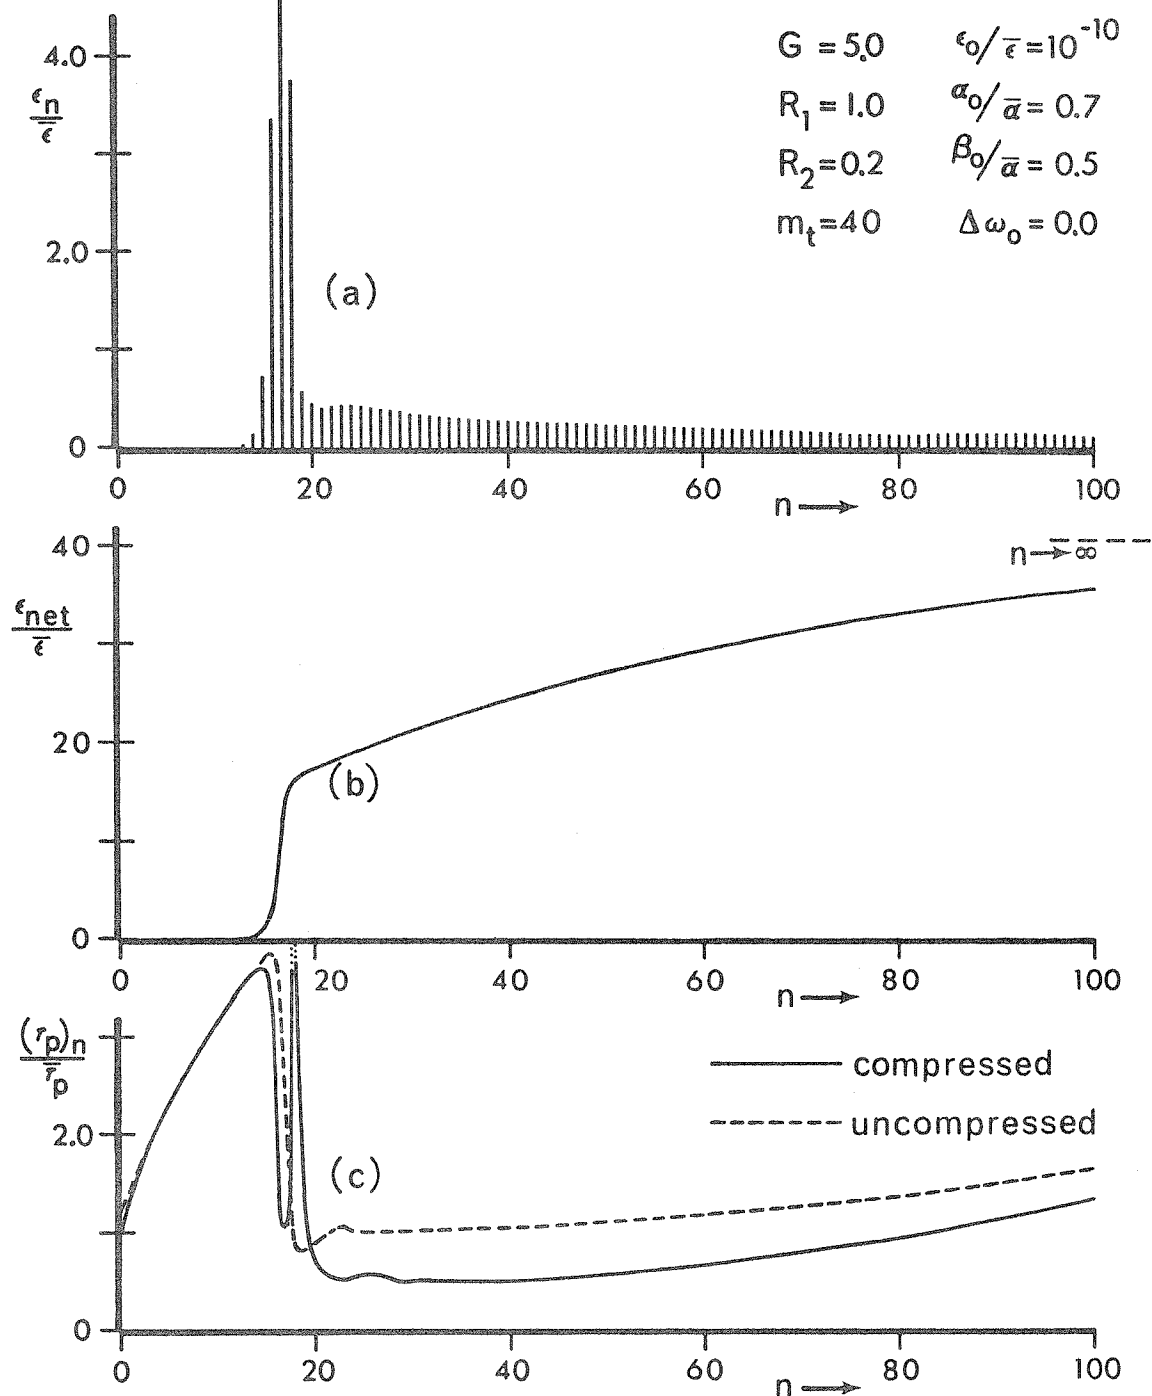 G = 5.0 ϵ₀/ϵ̅ = 10⁻¹⁰
R₁ = 1.0 α₀/α̅ = 0.7
R₂ = 0.2 β₀/α̅ = 0.5
mₜ = 40 Δω₀ = 0.0
4.0
ϵₙ/ϵ̅
2.0
(a)
0
0 20 40 60 80 100
n →
40
n → ∞
ϵnet/ϵ̅
20
(b)
0
0 20 40 60 80 100
n →
(τₚ)ₙ/τ̅ₚ
compressed
2.0
uncompressed
(c)
0
0 20 40 60 80 100
n →